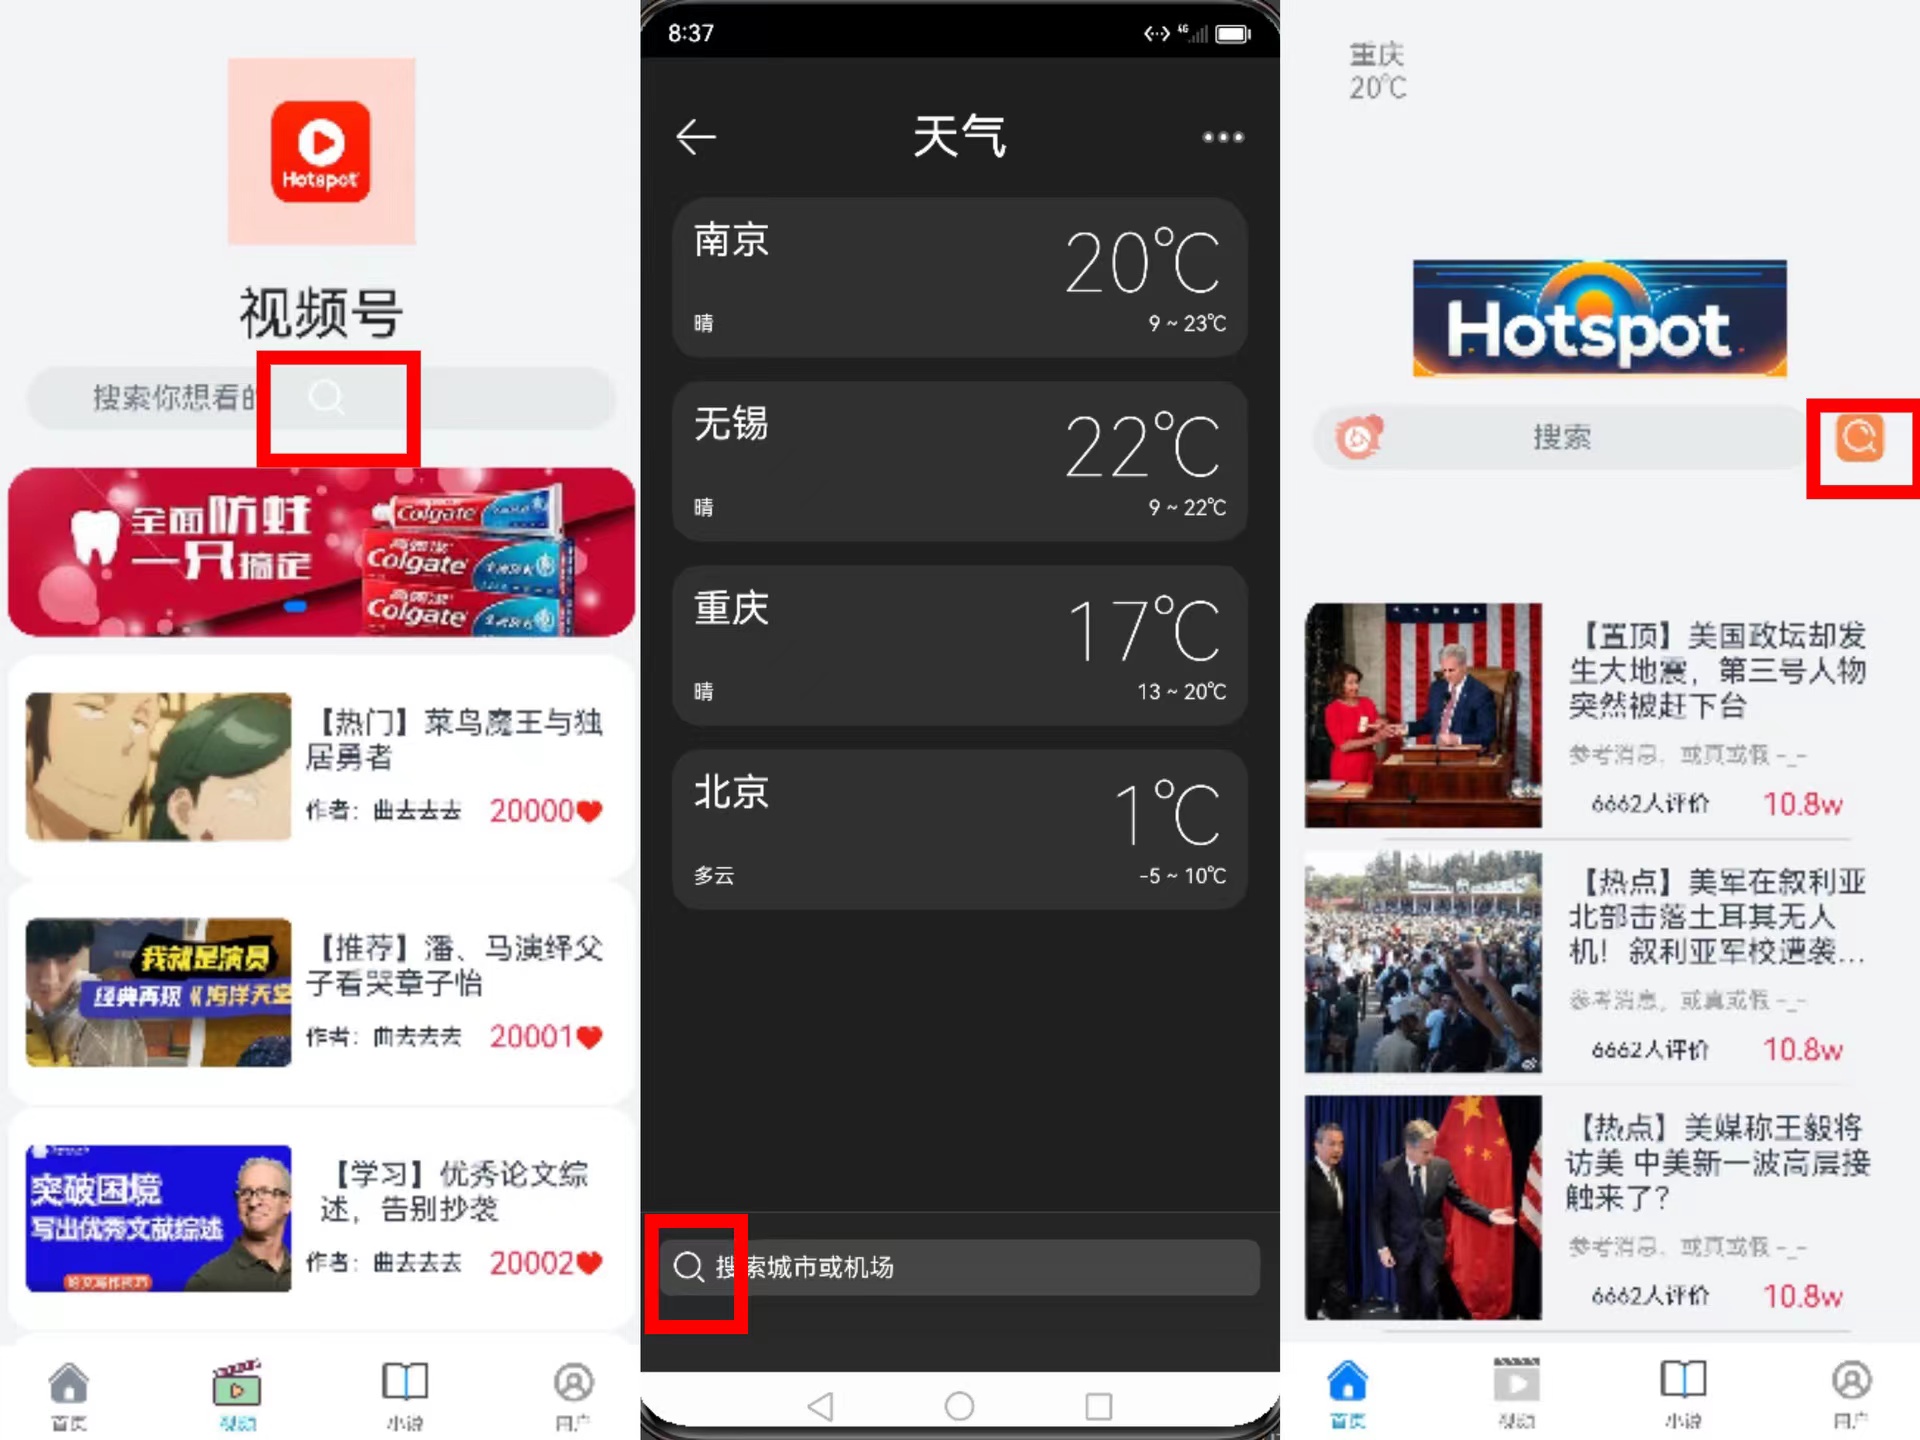 Hotspot
视频号
搜索你想看的
全面防蛀
一只搞定
Colgate
Colgate
Colgate
【热门】菜鸟魔王与独
居勇者
作者：曲去去去 20000
我就是演员
经典再现《海洋天堂
【推荐】潘、马演绎父
子看哭章子怡
作者：曲去去去 20001
突破困境
写出优秀文献综述
【学习】优秀论文综
述，告别抄袭
作者：曲去去去 20002
首页 视频 小说 用户
8:37
4G
天气
南京
20℃
晴
9 ~ 23℃
无锡
22℃
晴
9 ~ 22℃
重庆
17℃
晴
13 ~ 20℃
北京
1℃
多云
-5 ~ 10℃
搜索城市或机场
重庆
20℃
Hotspot
搜索
【置顶】美国政坛却发
生大地震，第三号人物
突然被赶下台
参考消息，或真或假 -_-
6662人评价 10.8w
【热点】美军在叙利亚
北部击落土耳其无人
机！叙利亚军校遭袭...
参考消息，或真或假 -_-
6662人评价 10.8w
【热点】美媒称王毅将
访美 中美新一波高层接
触来了？
参考消息，或真或假 -_-
6662人评价 10.8w
首页 视频 小说 用户